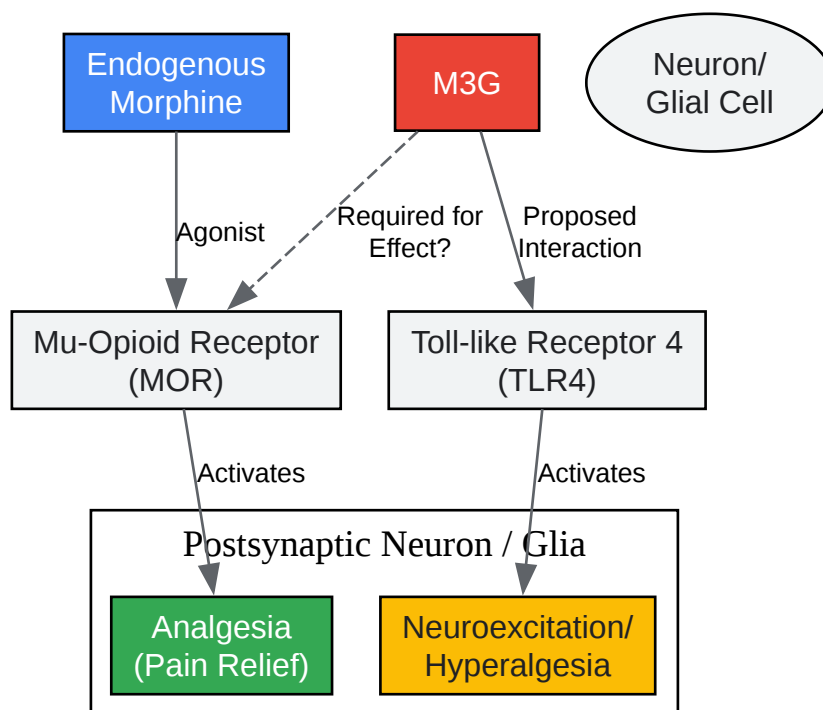 Endogenous
Morphine
M3G
Neuron/
Glial Cell
Agonist
Required for
Effect?
Proposed
Interaction
Mu-Opioid Receptor
(MOR)
Toll-like Receptor 4
(TLR4)
Activates
Activates
Postsynaptic Neuron / Glia
Analgesia
(Pain Relief)
Neuroexcitation/
Hyperalgesia